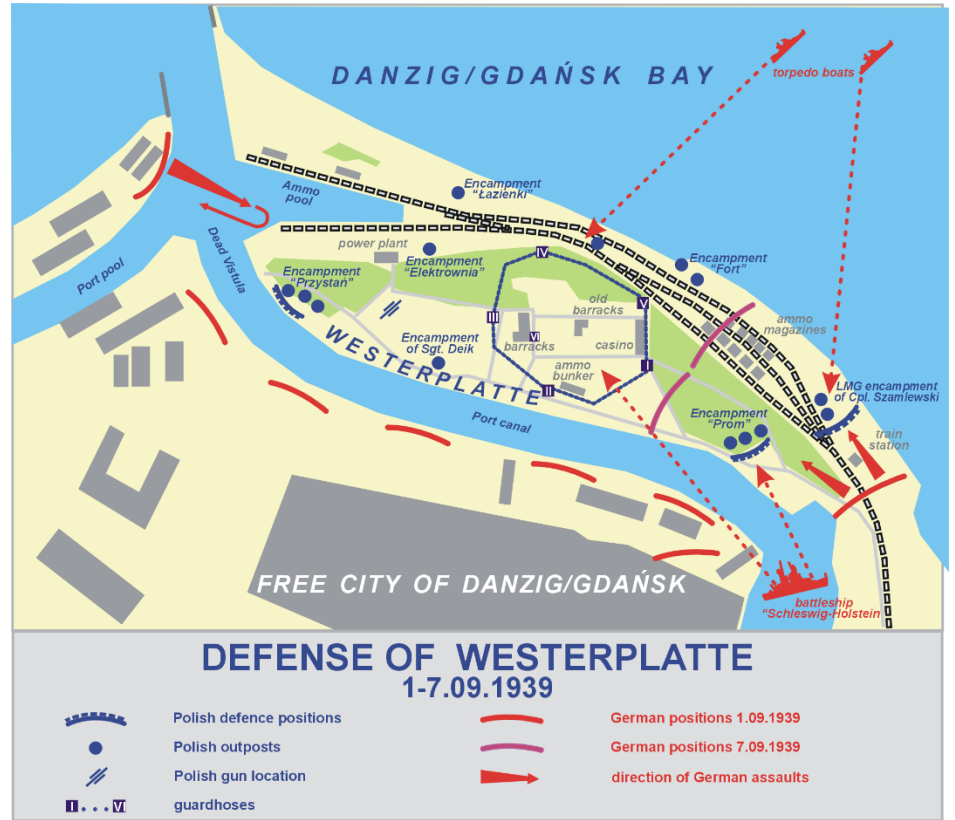 DANZIG/GDAŃSK BAY
torpedo boats
Encampment
“Łazienki”
Ammo
pool
Dead Vistula
Port pool
power plant
Encampment
“Elektrownia”
Encampment
“Przystań”
Encampment
“Fort”
IV
V
III
VI
I
II
old
barracks
barracks
casino
ammo
bunker
ammo
magazines
Encampment
of Sgt. Deik
WESTERPLATTE
Port canal
Encampment
“Prom”
LMG encampment
of Cpl. Szamlewski
train
station
FREE CITY OF DANZIG/GDAŃSK
battleship
“Schleswig-Holstein
DEFENSE OF WESTERPLATTE
1-7.09.1939
Polish defence positions
Polish outposts
Polish gun location
I...VI guardhoses
German positions 1.09.1939
German positions 7.09.1939
direction of German assaults